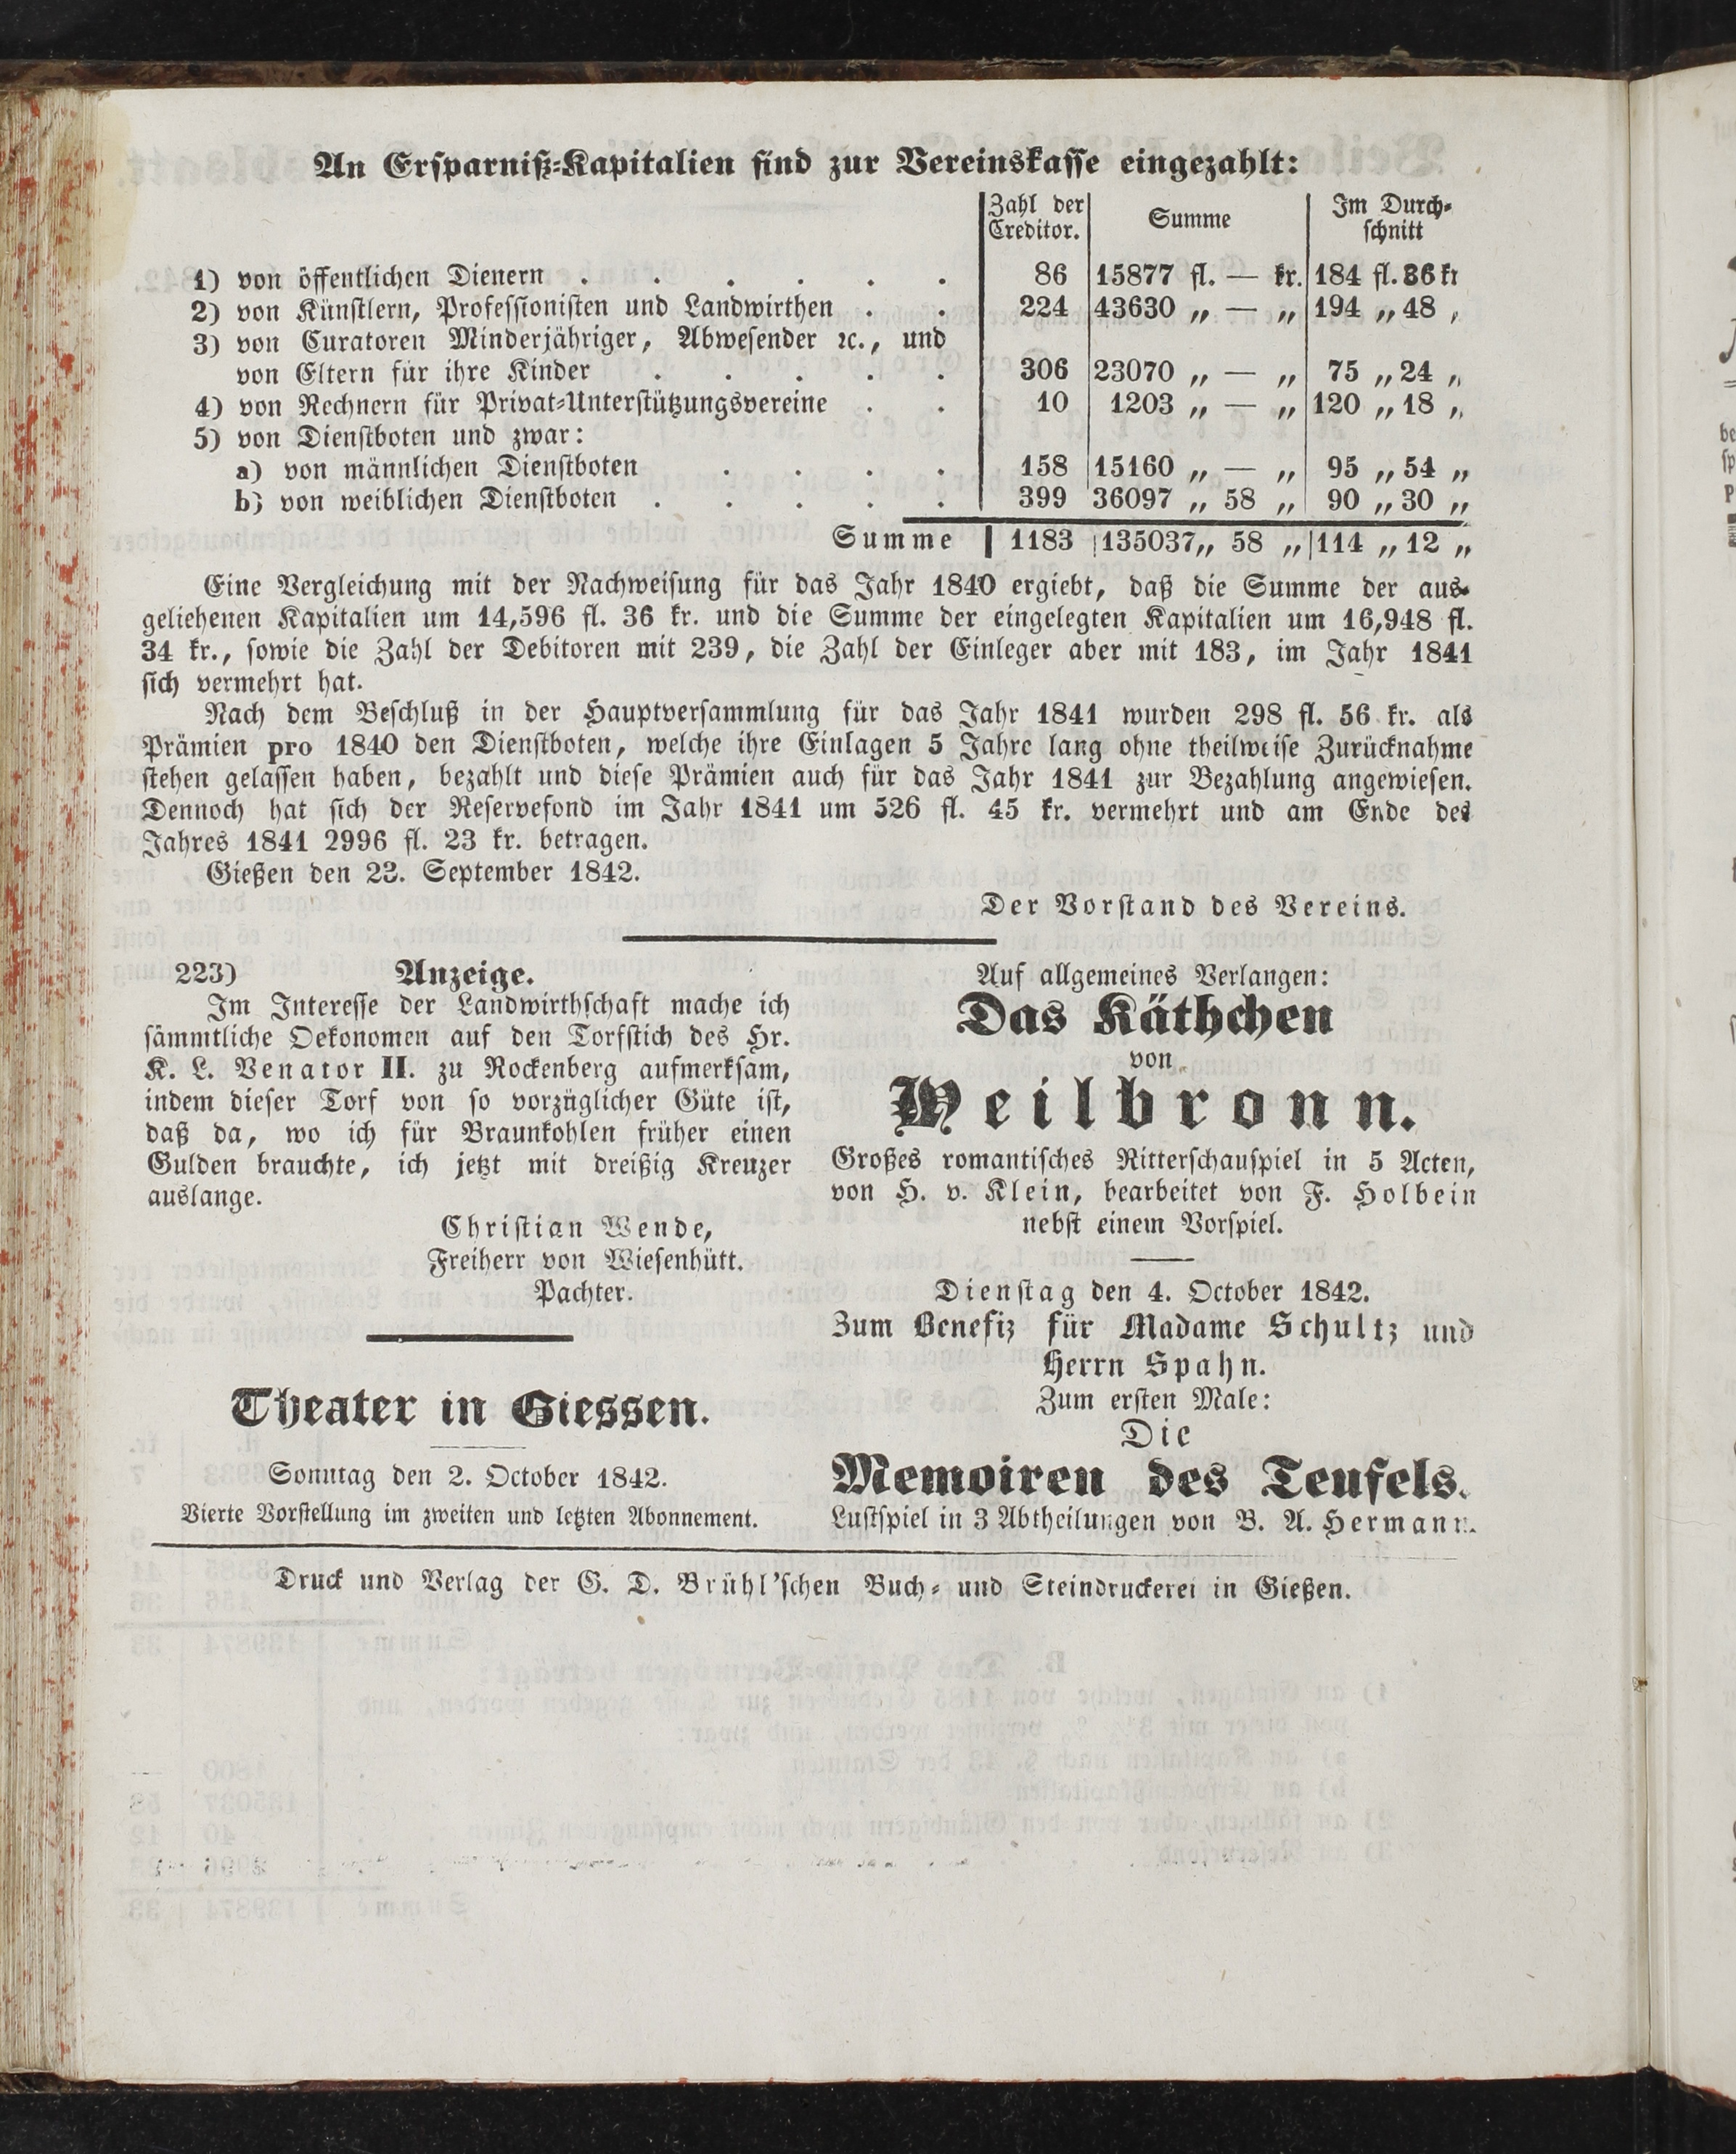 An Ersparniß-Kapitalien sind zur Vereinskasse eingezahlt:
Zahl der Creditor. Summe Im Durch-schnitt
1) von öffentlichen Dienern . . . . . . 86 15877 fl. — kr. 184 fl. 36 kr
2) von Künstlern, Professionisten und Landwirthen . . 224 43630 „ — „ 194 „ 48 „
3) von Curatoren Minderjähriger, Abwesender ꝛc., und
von Eltern für ihre Kinder . . . . . 306 23070 „ — „ 75 „ 24 „
4) von Rechnern für Privat-Unterstützungsvereine . . 10 1203 „ — „ 120 „ 18 „
5) von Dienstboten und zwar:
a) von männlichen Dienstboten . . . . 158 15160 „ — „ 95 „ 54 „
b) von weiblichen Dienstboten . . . . . 399 36097 „ 58 „ 90 „ 30 „
Summe 1183 135037 „ 58 „ 114 „ 12 „
Eine Vergleichung mit der Nachweisung für das Jahr 1840 ergiebt, daß die Summe der aus-
geliehenen Kapitalien um 14,596 fl. 36 kr. und die Summe der eingelegten Kapitalien um 16,948 fl.
34 kr., sowie die Zahl der Debitoren mit 239, die Zahl der Einleger aber mit 183, im Jahr 1841
sich vermehrt hat.
Nach dem Beschluß in der Hauptversammlung für das Jahr 1841 wurden 298 fl. 56 kr. als
Prämien pro 1840 den Dienstboten, welche ihre Einlagen 5 Jahre lang ohne theilweise Zurücknahme
stehen gelassen haben, bezahlt und diese Prämien auch für das Jahr 1841 zur Bezahlung angewiesen.
Dennoch hat sich der Reservefond im Jahr 1841 um 526 fl. 45 kr. vermehrt und am Ende des
Jahres 1841 2996 fl. 23 kr. betragen.
Gießen den 23. September 1842.
Der Vorstand des Vereins.
223) Anzeige.
Im Interesse der Landwirthschaft mache ich
sämmtliche Oekonomen auf den Torfstich des Hr.
K. L. Venator II. zu Rockenberg aufmerksam,
indem dieser Torf von so vorzüglicher Güte ist,
daß da, wo ich für Braunkohlen früher einen
Gulden brauchte, ich jetzt mit dreißig Kreuzer
auslange.
Christian Wende,
Freiherr von Wiesenhütt.
Pachter.
Theater in Giessen.
Sonntag den 2. October 1842.
Vierte Vorstellung im zweiten und letzten Abonnement.
Auf allgemeines Verlangen:
Das Käthchen
von
Heilbronn.
Großes romantisches Ritterschauspiel in 5 Acten,
von H. v. Klein, bearbeitet von F. Holbein
nebst einem Vorspiel.
Dienstag den 4. October 1842.
Zum Benefiz für Madame Schultz und
Herrn Spahn.
Zum ersten Male:
Die
Memoiren des Teufels.
Lustspiel in 3 Abtheilungen von B. A. Hermann.
Druck und Verlag der G. D. Brühl'schen Buch- und Steindruckerei in Gießen.